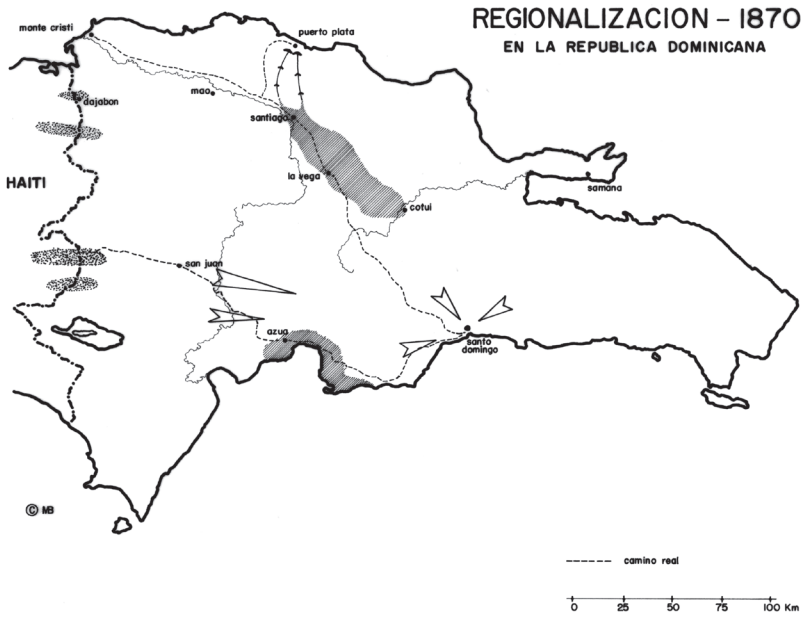 REGIONALIZACION - 1870
EN LA REPUBLICA DOMINICANA
monte cristi
puerto plata
mao
dajabon
santiago
HAITI
la vega
samana
cotui
san juan
azua
santo
domingo
© MB
camino real
0 25 50 75 100 Km